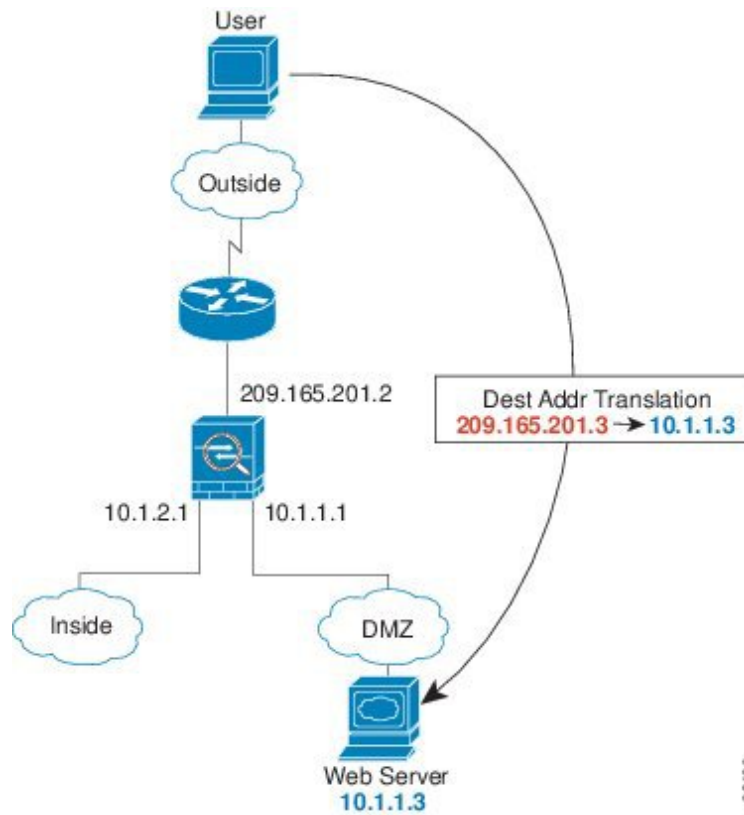 User
Outside
209.165.201.2
Dest Addr Translation
209.165.201.3 → 10.1.1.3
10.1.2.1
10.1.1.1
Inside
DMZ
Web Server
10.1.1.3